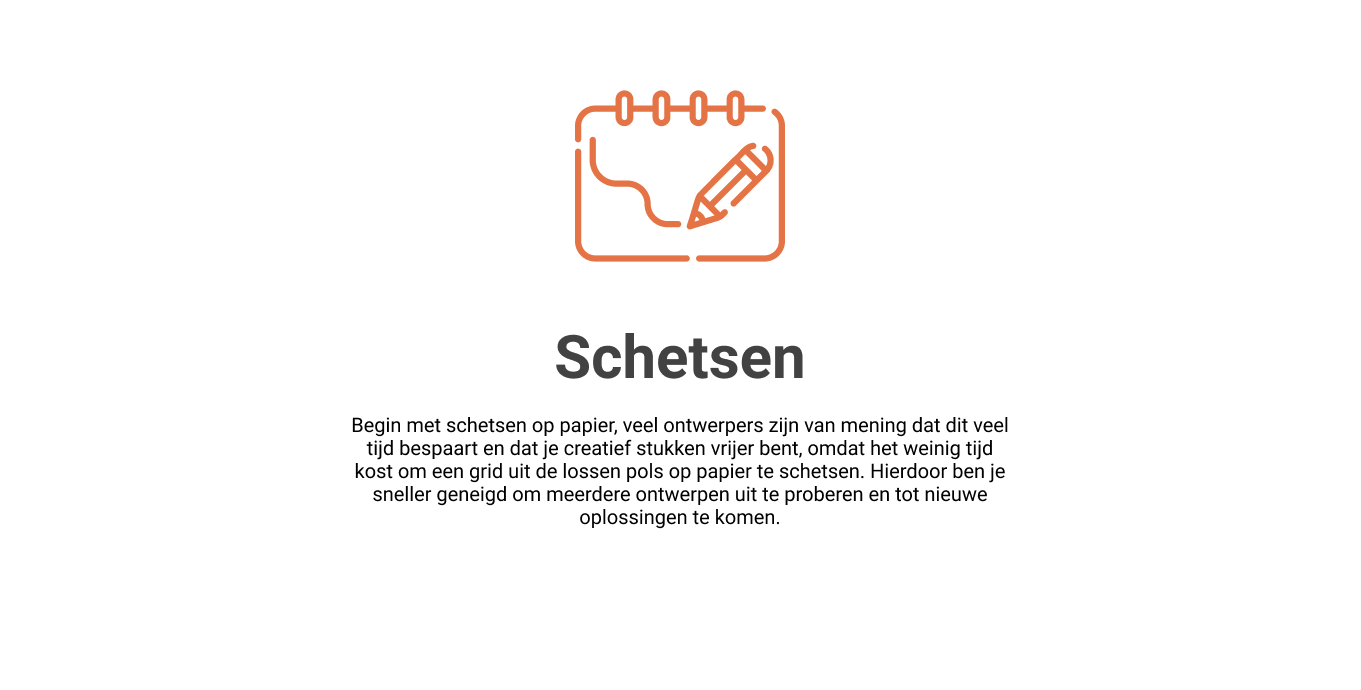 Schetsen
Begin met schetsen op papier, veel ontwerpers zijn van mening dat dit veel
tijd bespaart en dat je creatief stukken vrijer bent, omdat het weinig tijd
kost om een grid uit de lossen pols op papier te schetsen. Hierdoor ben je
sneller geneigd om meerdere ontwerpen uit te proberen en tot nieuwe
oplossingen te komen.